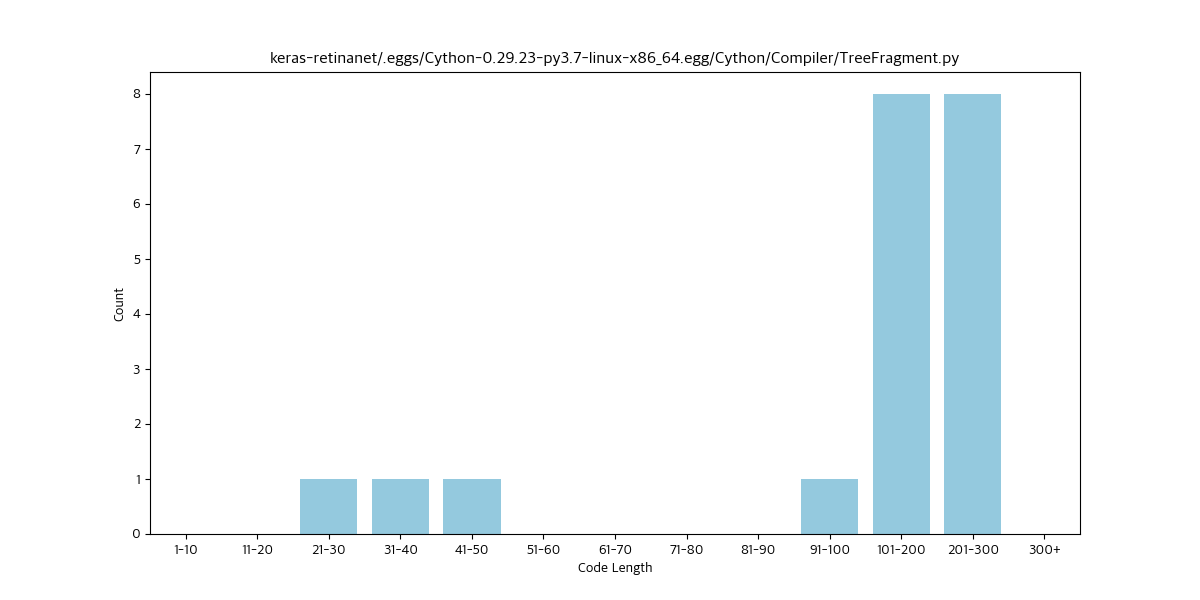 keras-retinanet/.eggs/Cython-0.29.23-py3.7-linux-x86_64.egg/Cython/Compiler/TreeFragment.py
8
7
6
5
4
3
2
1
0
Count
1-10 11-20 21-30 31-40 41-50 51-60 61-70 71-80 81-90 91-100 101-200 201-300 300+
Code Length